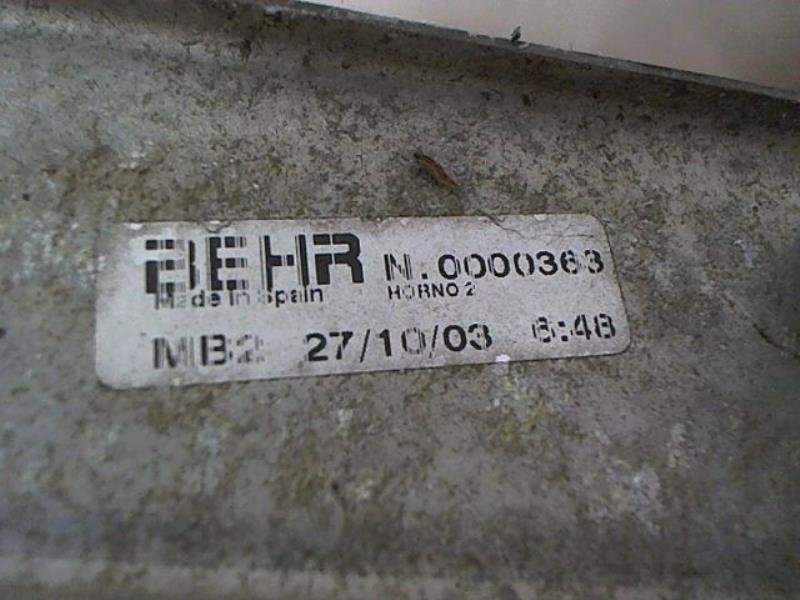 BEHR N. 0000363
Made in Spain HORNO 2
MB2 27/10/03 6:48